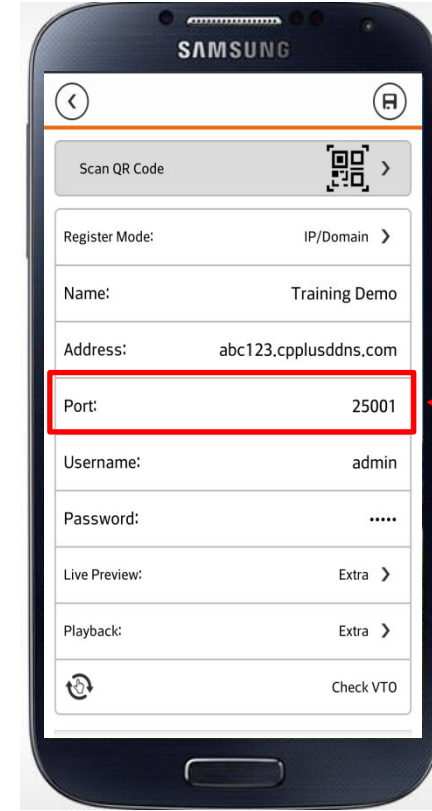 SAMSUNG
Scan QR Code
Register Mode: IP/Domain
Name: Training Demo
Address: abc123.cpplusddns.com
Port: 25001
Username: admin
Password: •••••
Live Preview: Extra
Playback: Extra
Check VTO